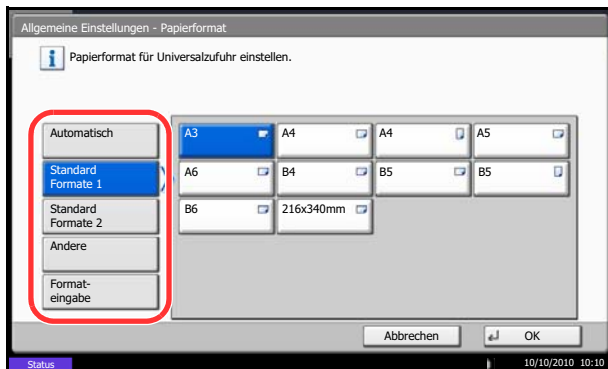 Allgemeine Einstellungen - Papierformat
Papierformat für Universalzufuhr einstellen.
Automatisch
Standard
Formate 1
Standard
Formate 2
Andere
Format-
eingabe
A3 A4 A4 A5
A6 B4 B5 B5
B6 216x340mm
Abbrechen OK
Status 10/10/2010 10:10